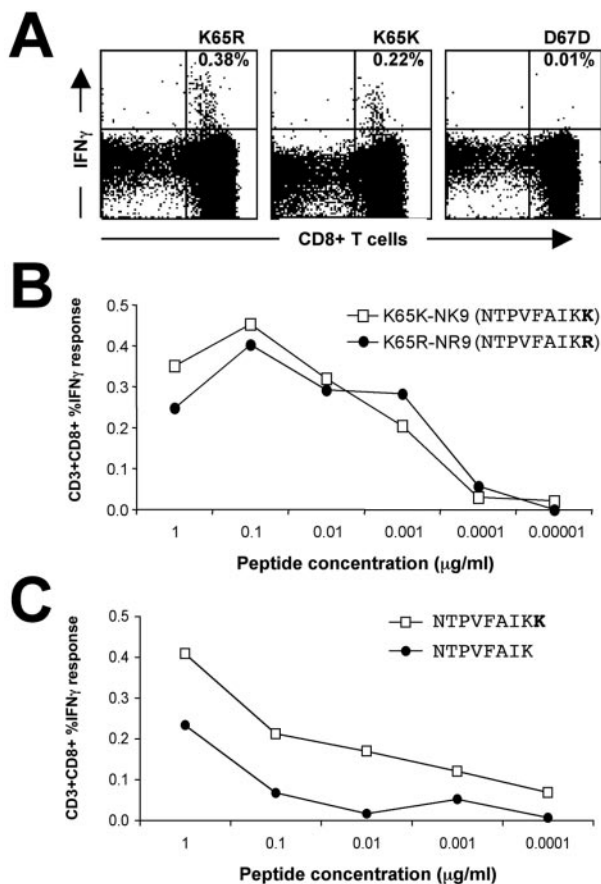 A
K65R
0.38%
K65K
0.22%
D67D
0.01%
IFNγ
CD8+ T cells
B
CD3+CD8+ %IFNγ response
0.5
0.4
0.3
0.2
0.1
0.0
K65K-NK9 (NTPVFAIKK)
K65R-NR9 (NTPVFAIKR)
1 0.1 0.01 0.001 0.0001 0.00001
Peptide concentration (µg/ml)
C
CD3+CD8+ %IFNγ response
0.5
0.4
0.3
0.2
0.1
0.0
NTPVFAIKK
NTPVFAIK
1 0.1 0.01 0.001 0.0001
Peptide concentration (µg/ml)